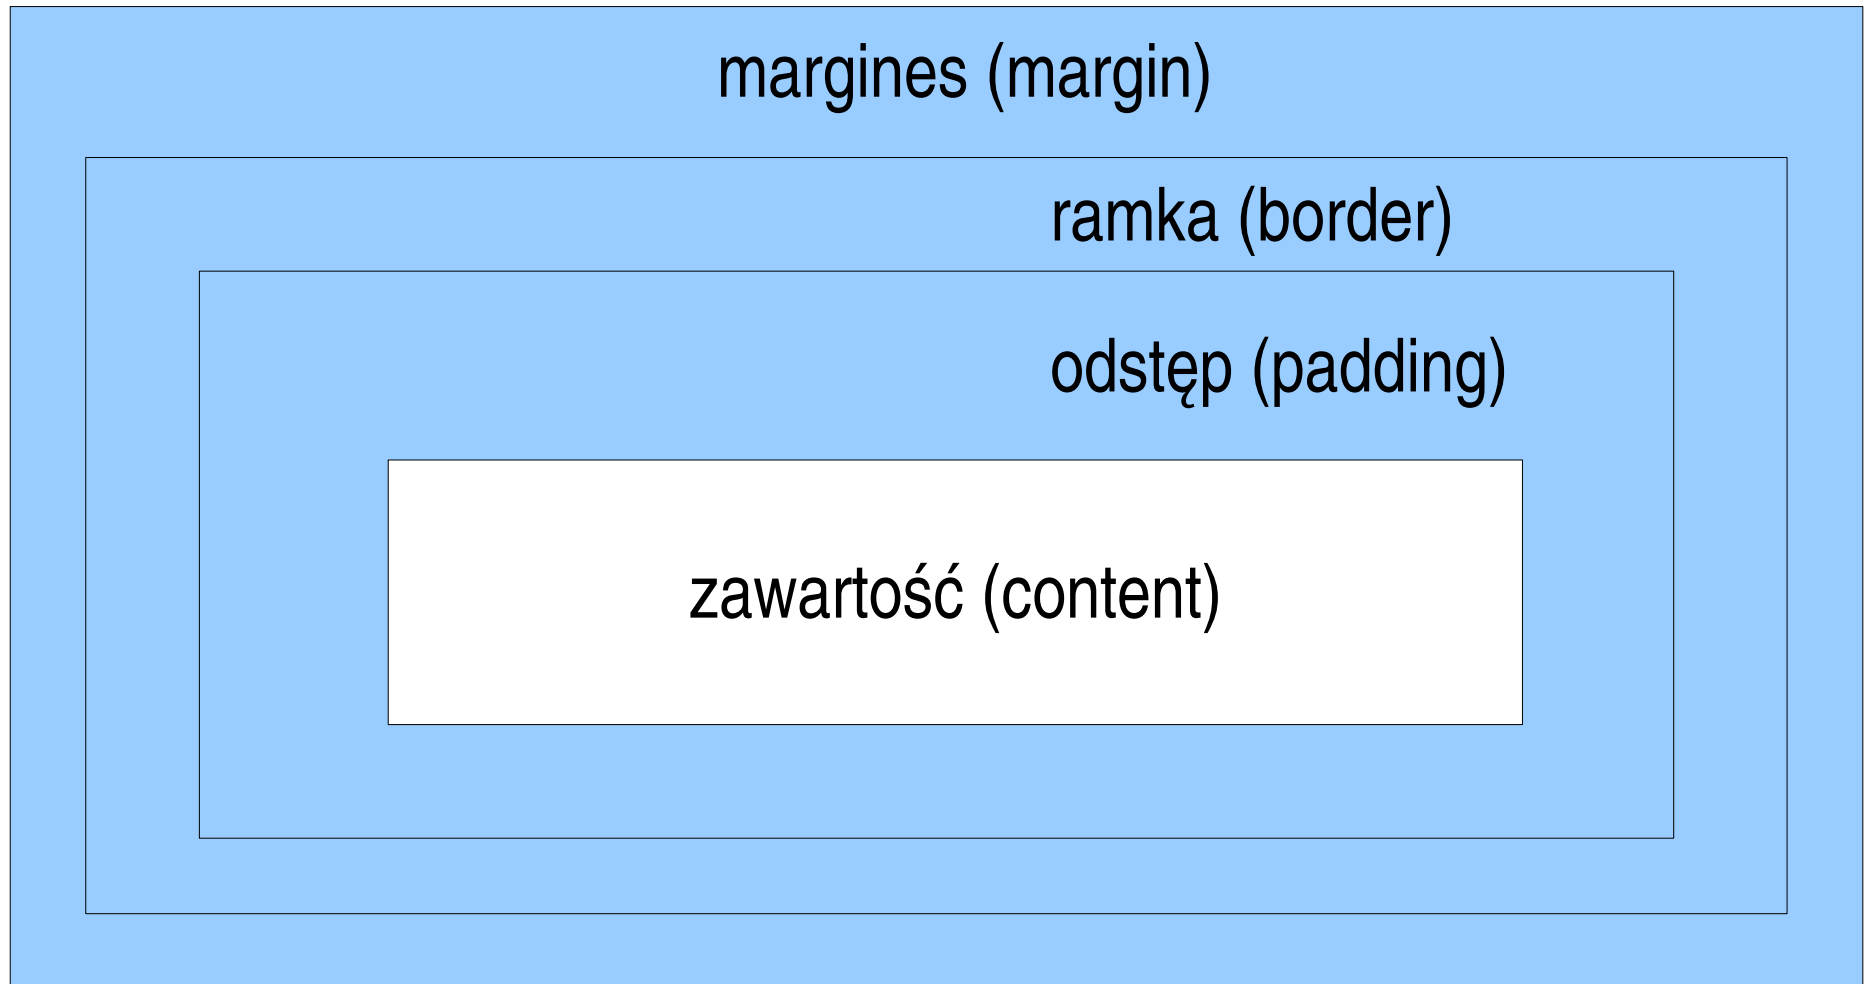 margines (margin)
ramka (border)
odstęp (padding)
zawartość (content)